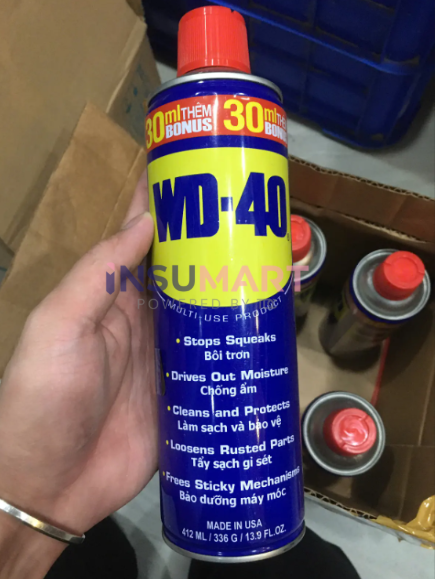 30ml THÊM BONUS 30ml THÊM BONUS
WD-40
INSUMART
POWERED BY TGC
MULTI-USE PRODUCT
• Stops Squeaks
Bôi trơn
• Drives Out Moisture
Chống ẩm
• Cleans and Protects
Làm sạch và bảo vệ
• Loosens Rusted Parts
Tẩy sạch gỉ sét
• Frees Sticky Mechanisms
Bảo dưỡng máy móc
MADE IN USA
412 ML / 336 G / 13.9 FL.OZ.